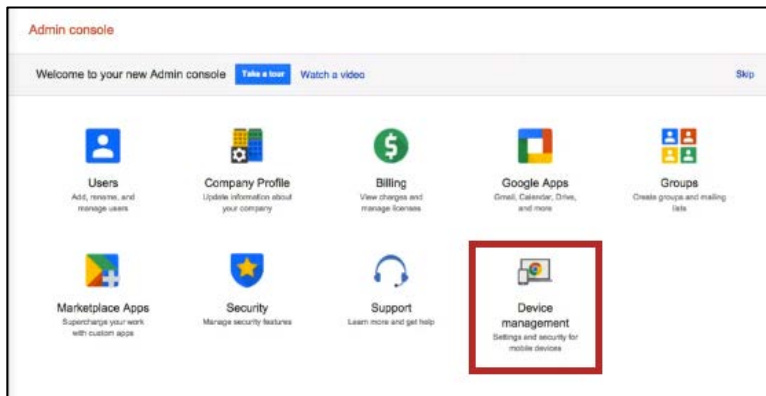 Admin console
Welcome to your new Admin console Take a tour Watch a video Skip
Users
Add, rename, and
manage users
Company Profile
Update information about
your company
Billing
View charges and
manage licenses
Google Apps
Gmail, Calendar, Drive,
and more
Groups
Create groups and mailing
lists
Marketplace Apps
Supercharge your work
with custom apps
Security
Manage security features
Support
Learn more and get help
Device
management
Settings and security for
mobile devices